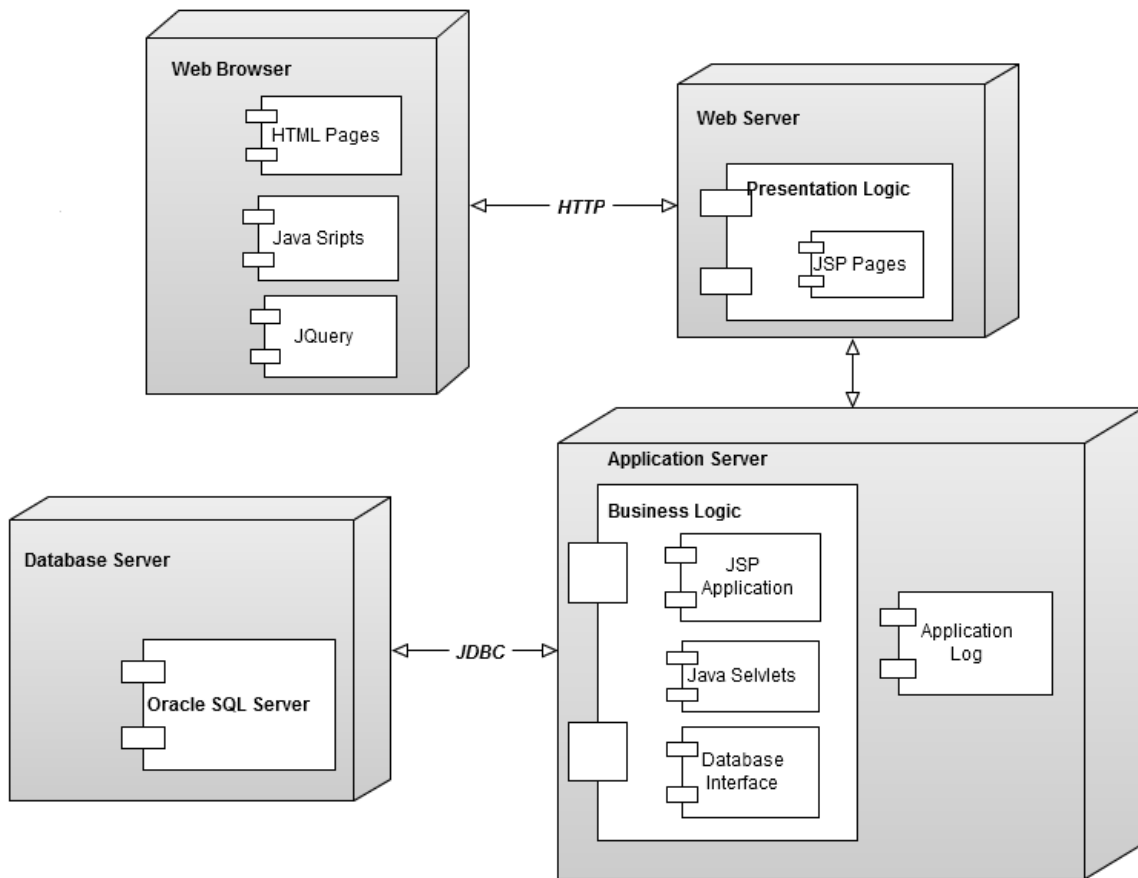 Web Browser
HTML Pages
Java Sripts
JQuery
HTTP
Web Server
Presentation Logic
JSP Pages
Application Server
Business Logic
JSP
Application
Java Selvlets
Database
Interface
Application
Log
JDBC
Database Server
Oracle SQL Server